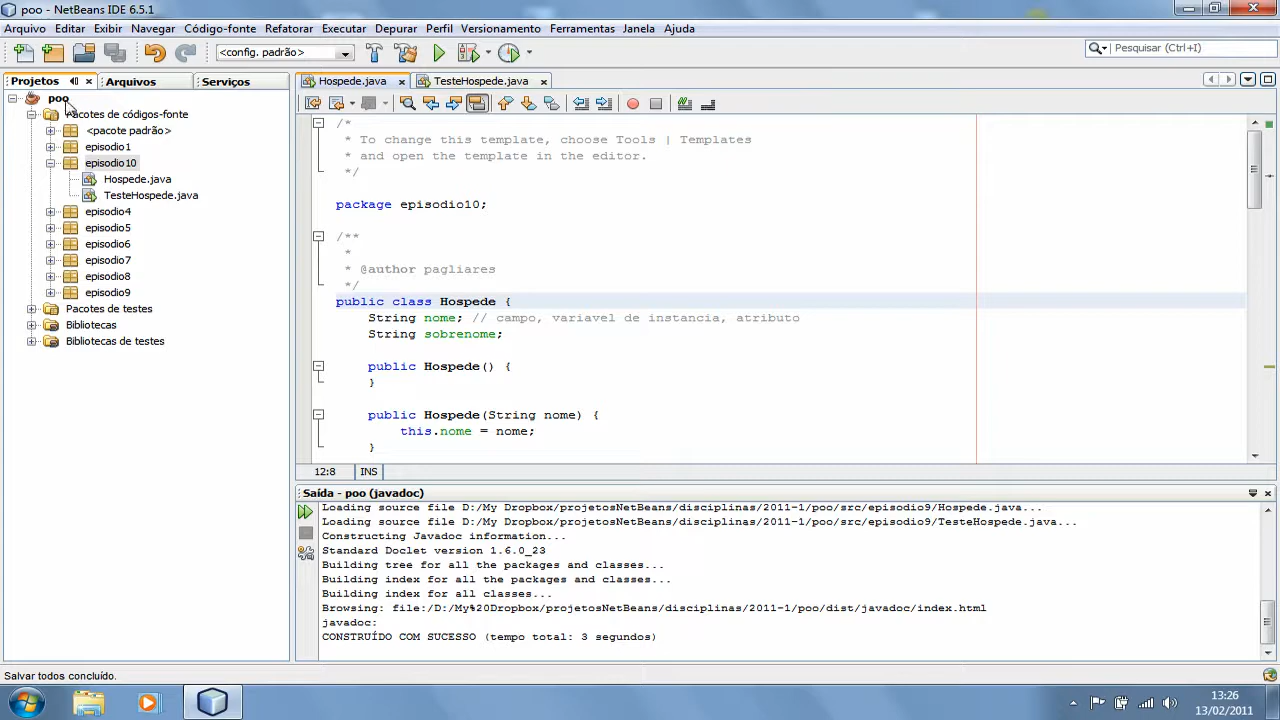 poo - NetBeans IDE 6.5.1
Arquivo Editar Exibir Navegar Código-fonte Refatorar Executar Depurar Perfil Versionamento Ferramentas Janela Ajuda
<config. padrão>
Pesquisar (Ctrl+I)
Projetos
Arquivos
Serviços
poo
Pacotes de códigos-fonte
<pacote padrão>
episodio1
episodio10
Hospede.java
TesteHospede.java
episodio4
episodio5
episodio6
episodio7
episodio8
episodio9
Pacotes de testes
Bibliotecas
Bibliotecas de testes
Hospede.java
TesteHospede.java
/*
* To change this template, choose Tools | Templates
* and open the template in the editor.
*/
package episodio10;
/**
*
* @author pagliares
*/
public class Hospede {
String nome; // campo, variavel de instancia, atributo
String sobrenome;
public Hospede() {
}
public Hospede(String nome) {
this.nome = nome;
}
12:8
INS
Saída - poo (javadoc)
Loading source file D:/My Dropbox/projetosNetBeans/disciplinas/2011-1/poo/src/episodio9/Hospede.java...
Loading source file D:/My Dropbox/projetosNetBeans/disciplinas/2011-1/poo/src/episodio9/TesteHospede.java...
Constructing Javadoc information...
Standard Doclet version 1.6.0_23
Building tree for all the packages and classes...
Building index for all the packages and classes...
Building index for all classes...
Browsing: file:/D:/My%20Dropbox/projetosNetBeans/disciplinas/2011-1/poo/dist/javadoc/index.html
javadoc:
CONSTRUÍDO COM SUCESSO (tempo total: 3 segundos)
Salvar todos concluído.
13:26
13/02/2011